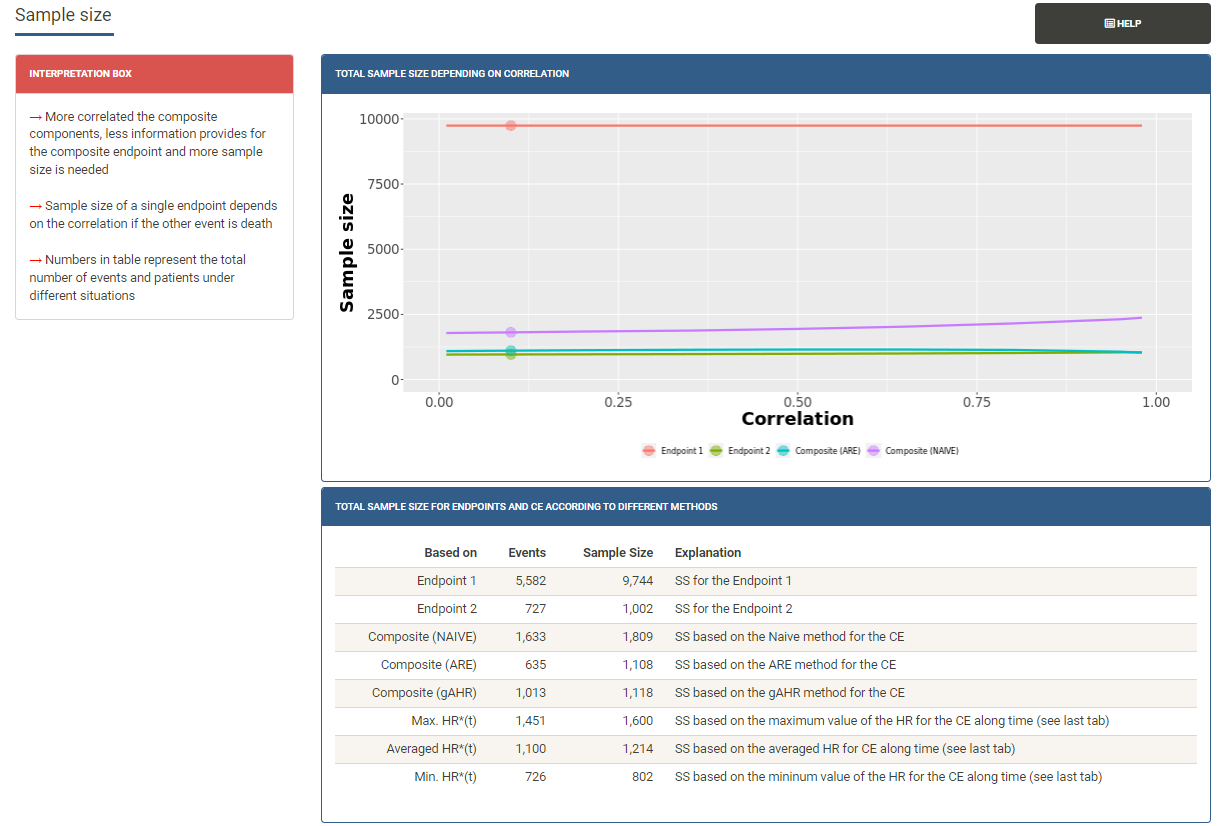 Sample size
HELP
INTERPRETATION BOX
→ More correlated the composite
components, less information provides for
the composite endpoint and more sample
size is needed
→ Sample size of a single endpoint depends
on the correlation if the other event is death
→ Numbers in table represent the total
number of events and patients under
different situations
TOTAL SAMPLE SIZE DEPENDING ON CORRELATION
10000
7500
5000
2500
0
Sample size
0.00 0.25 0.50 0.75 1.00
Correlation
Endpoint 1 Endpoint 2 Composite (ARE) Composite (NAIVE)
TOTAL SAMPLE SIZE FOR ENDPOINTS AND CE ACCORDING TO DIFFERENT METHODS
Based on Events Sample Size Explanation
Endpoint 1 5,582 9,744 SS for the Endpoint 1
Endpoint 2 727 1,002 SS for the Endpoint 2
Composite (NAIVE) 1,633 1,809 SS based on the Naive method for the CE
Composite (ARE) 635 1,108 SS based on the ARE method for the CE
Composite (gAHR) 1,013 1,118 SS based on the gAHR method for the CE
Max. HR*(t) 1,451 1,600 SS based on the maximum value of the HR for the CE along time (see last tab)
Averaged HR*(t) 1,100 1,214 SS based on the averaged HR for CE along time (see last tab)
Min. HR*(t) 726 802 SS based on the mininum value of the HR for the CE along time (see last tab)